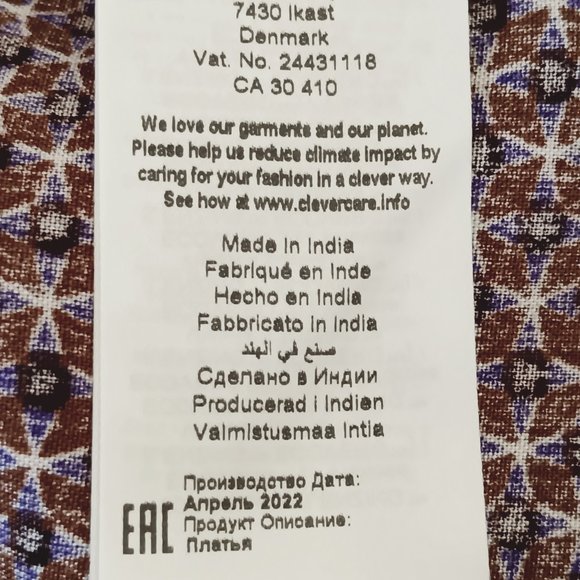 7430 Ikast
Denmark
Vat. No. 24431118
CA 30 410
We love our garments and our planet.
Please help us reduce climate impact by
caring for your fashion in a clever way.
See how at www.clevercare.info
Made in India
Fabriqué en Inde
Hecho en India
Fabbricato in India
صنع في الهند
Сделано в Индии
Producerad i Indien
Valmistusmaa Intia
Производство Дата:
Апрель 2022
EAC Продукт Описание:
Платья